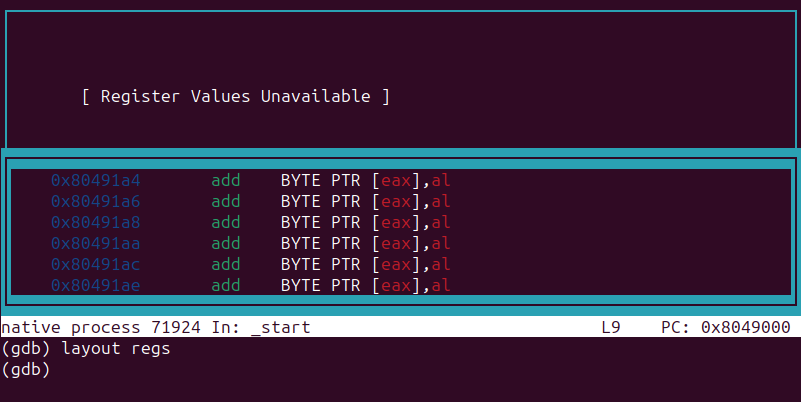 [ Register Values Unavailable ]
0x80491a4 add BYTE PTR [eax],al
0x80491a6 add BYTE PTR [eax],al
0x80491a8 add BYTE PTR [eax],al
0x80491aa add BYTE PTR [eax],al
0x80491ac add BYTE PTR [eax],al
0x80491ae add BYTE PTR [eax],al
native process 71924 In: _start L9 PC: 0x8049000
(gdb) layout regs
(gdb)